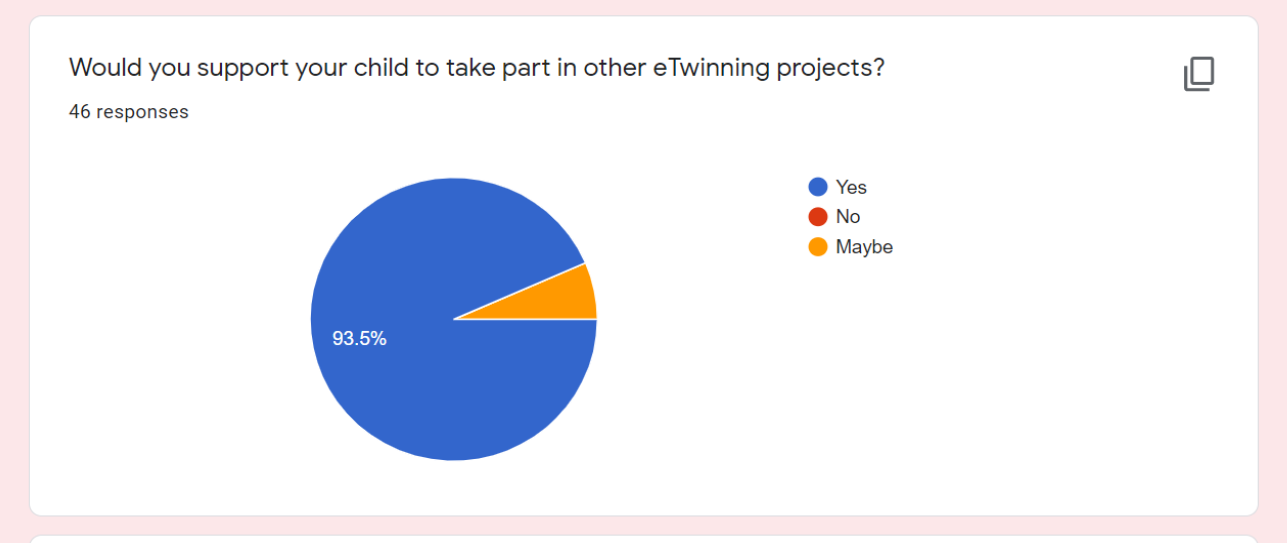 Would you support your child to take part in other eTwinning projects?
46 responses
Yes
No
Maybe
93.5%